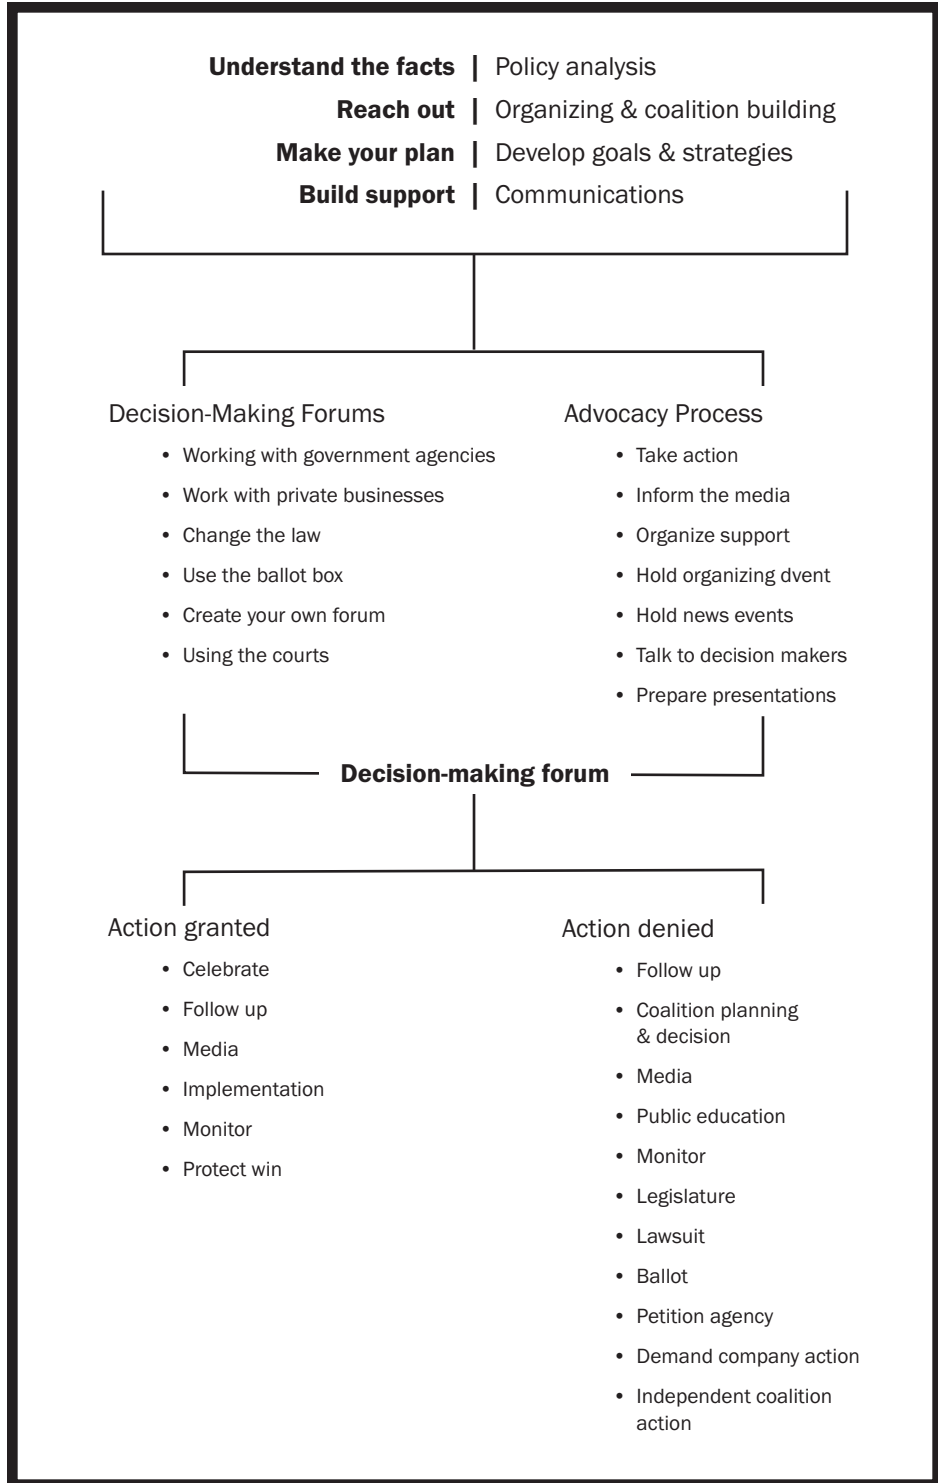 Understand the facts | Policy analysis
Reach out | Organizing & coalition building
Make your plan | Develop goals & strategies
Build support | Communications
Decision-Making Forums
• Working with government agencies
• Work with private businesses
• Change the law
• Use the ballot box
• Create your own forum
• Using the courts
Advocacy Process
• Take action
• Inform the media
• Organize support
• Hold organizing dvent
• Hold news events
• Talk to decision makers
• Prepare presentations
Decision-making forum
Action granted
• Celebrate
• Follow up
• Media
• Implementation
• Monitor
• Protect win
Action denied
• Follow up
• Coalition planning
& decision
• Media
• Public education
• Monitor
• Legislature
• Lawsuit
• Ballot
• Petition agency
• Demand company action
• Independent coalition
action